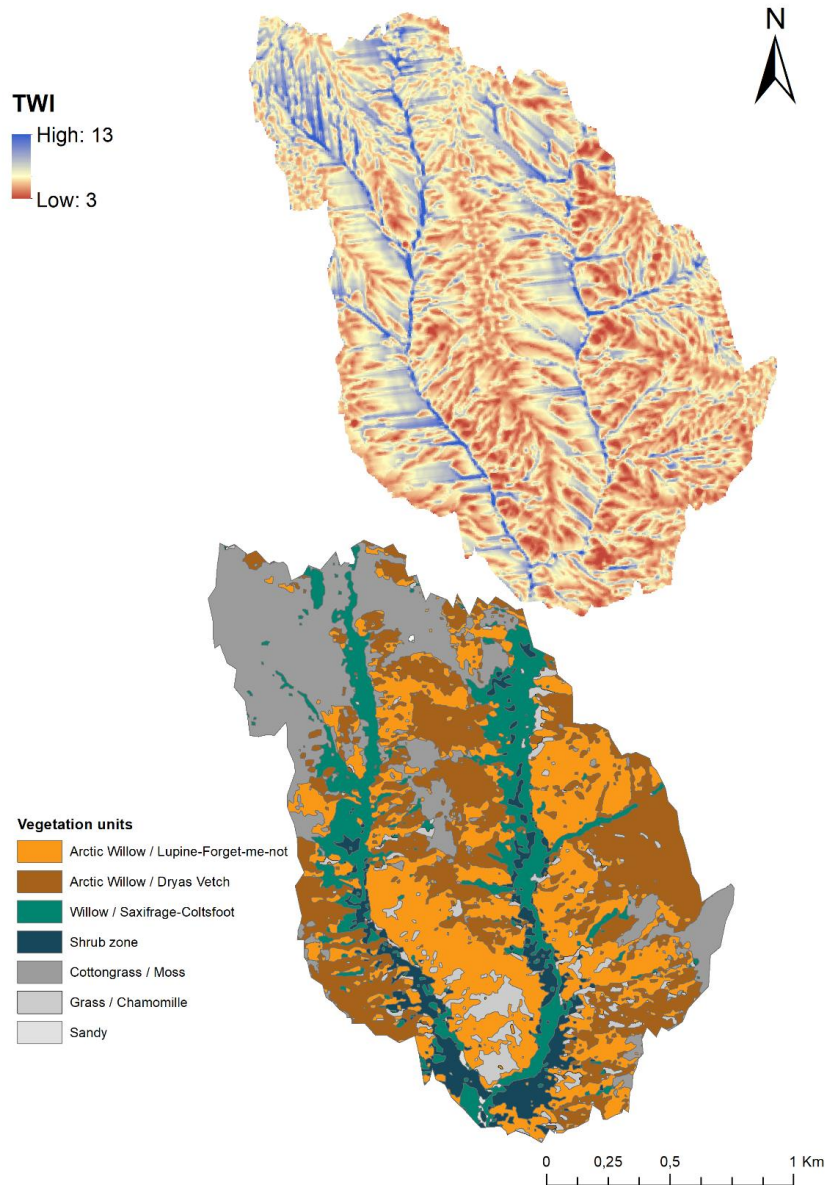 N
TWI
High: 13
Low: 3
Vegetation units
Arctic Willow / Lupine-Forget-me-not
Arctic Willow / Dryas Vetch
Willow / Saxifrage-Coltsfoot
Shrub zone
Cottongrass / Moss
Grass / Chamomille
Sandy
0 0,25 0,5 1 Km